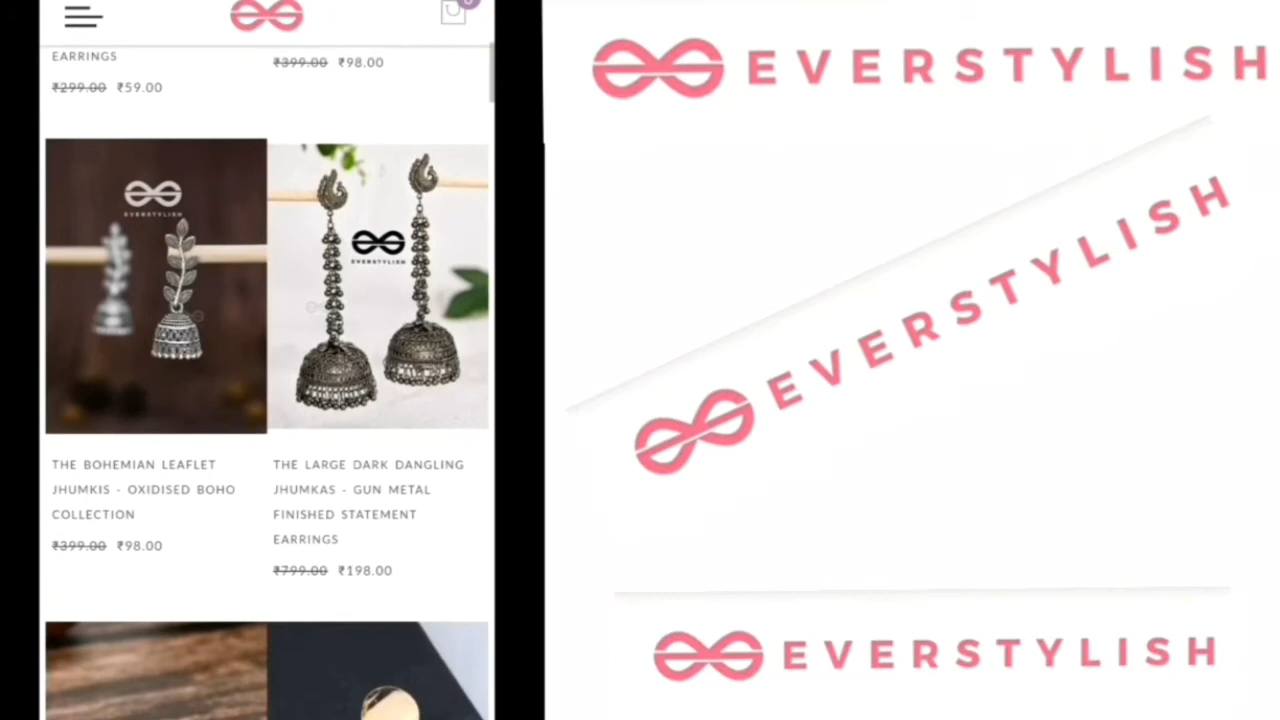 EARRINGS
₹299.00 ₹59.00
₹399.00 ₹98.00
EVERSTYLISH
EVERSTYLISH
THE BOHEMIAN LEAFLET
JHUMKIS - OXIDISED BOHO
COLLECTION
₹399.00 ₹98.00
THE LARGE DARK DANGLING
JHUMKAS - GUN METAL
FINISHED STATEMENT
EARRINGS
₹799.00 ₹198.00
EVERSTYLISH
EVERSTYLISH
EVERSTYLISH